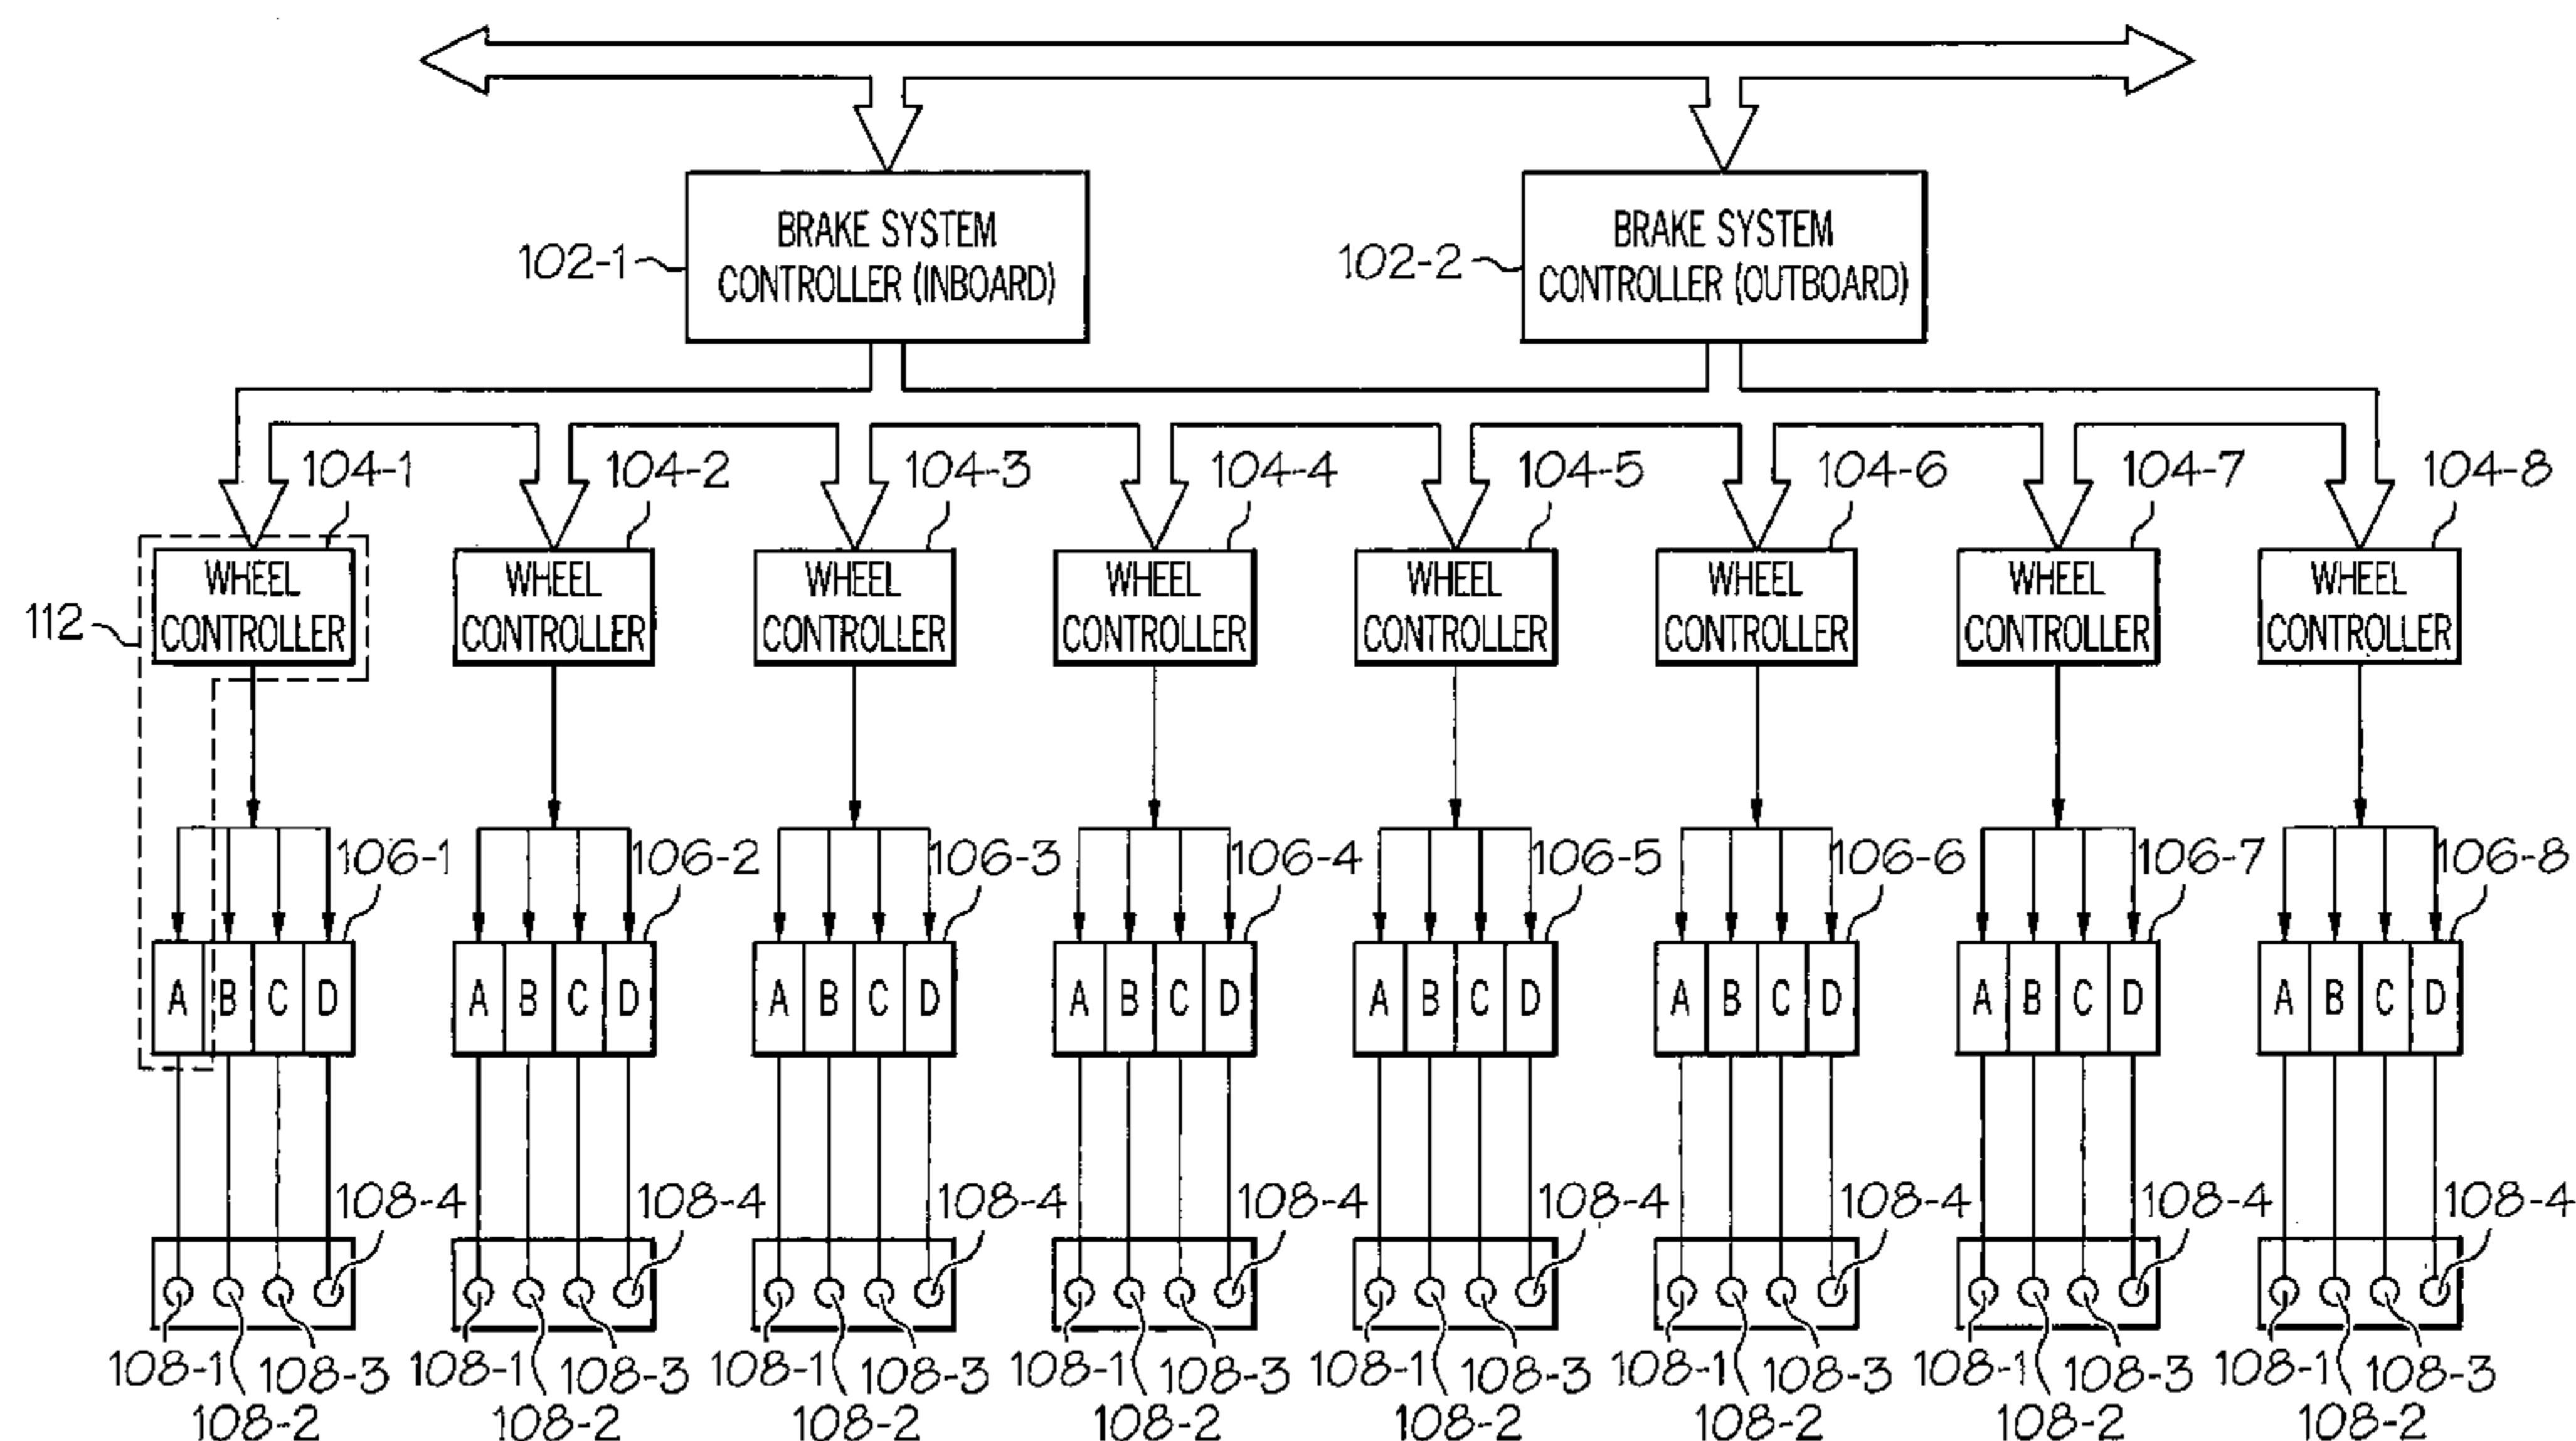 BRAKE SYSTEM
CONTROLLER (INBOARD)
102-1
BRAKE SYSTEM
CONTROLLER (OUTBOARD)
102-2
104-1 104-2 104-3 104-4 104-5 104-6 104-7 104-8
WHEEL CONTROLLER
WHEEL CONTROLLER
WHEEL CONTROLLER
WHEEL CONTROLLER
WHEEL CONTROLLER
WHEEL CONTROLLER
WHEEL CONTROLLER
WHEEL CONTROLLER
112
106-1 106-2 106-3 106-4 106-5 106-6 106-7 106-8
A B C D A B C D A B C D A B C D A B C D A B C D A B C D A B C D
108-4 108-4 108-4 108-4 108-4 108-4 108-4 108-4
108-1 108-3 108-1 108-3 108-1 108-3 108-1 108-3 108-1 108-3 108-1 108-3 108-1 108-3 108-1 108-3
108-2 108-2 108-2 108-2 108-2 108-2 108-2 108-2